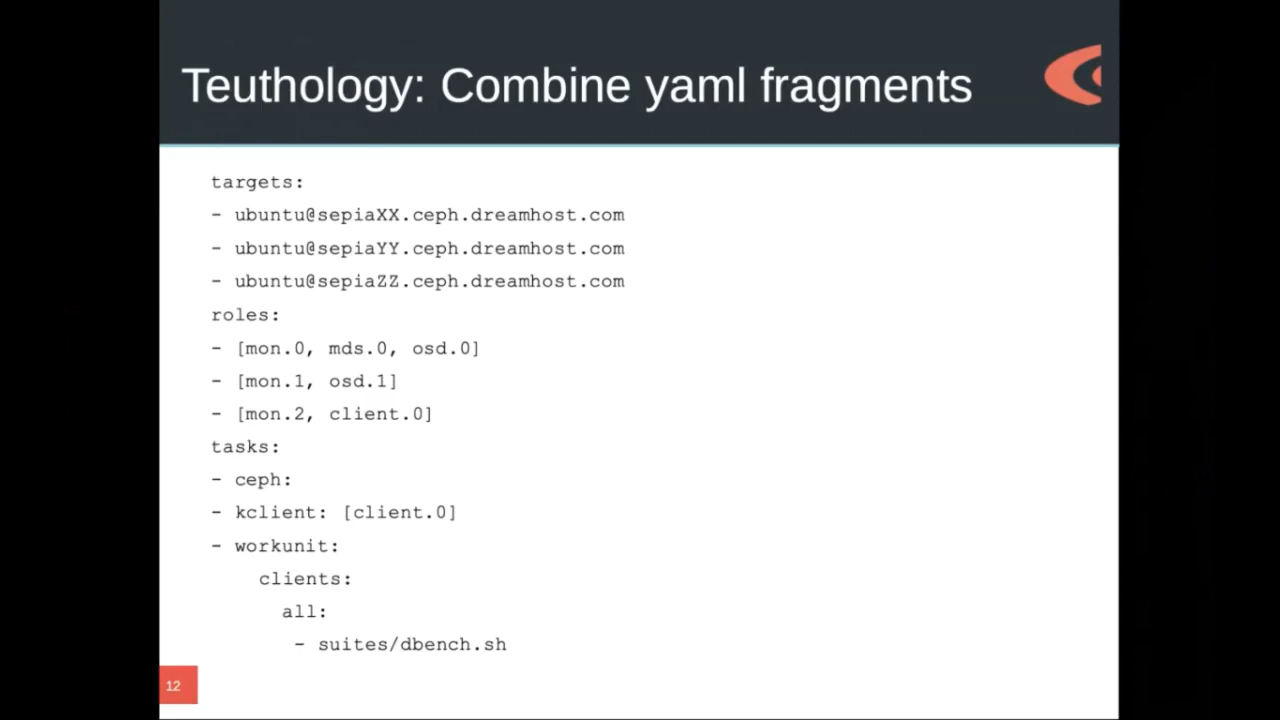 Teuthology: Combine yaml fragments
targets:
- ubuntu@sepiaXX.ceph.dreamhost.com
- ubuntu@sepiaYY.ceph.dreamhost.com
- ubuntu@sepiaZZ.ceph.dreamhost.com
roles:
- [mon.0, mds.0, osd.0]
- [mon.1, osd.1]
- [mon.2, client.0]
tasks:
- ceph:
- kclient: [client.0]
- workunit:
clients:
all:
- suites/dbench.sh
12